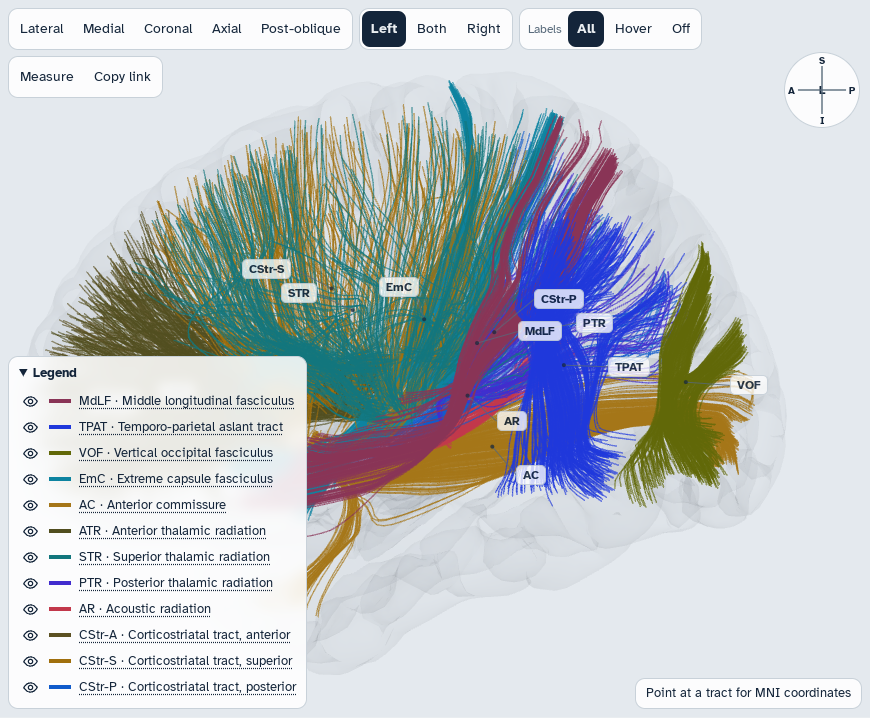 Lateral Medial Coronal Axial Post-oblique
Left Both Right
Labels All Hover Off
Measure Copy link
S
A L P
I
CStr-S
STR
EmC
CStr-P
MdLF
PTR
TPAT
VOF
AR
AC
▼ Legend
MdLF · Middle longitudinal fasciculus
TPAT · Temporo-parietal aslant tract
VOF · Vertical occipital fasciculus
EmC · Extreme capsule fasciculus
AC · Anterior commissure
ATR · Anterior thalamic radiation
STR · Superior thalamic radiation
PTR · Posterior thalamic radiation
AR · Acoustic radiation
CStr-A · Corticostriatal tract, anterior
CStr-S · Corticostriatal tract, superior
CStr-P · Corticostriatal tract, posterior
Point at a tract for MNI coordinates